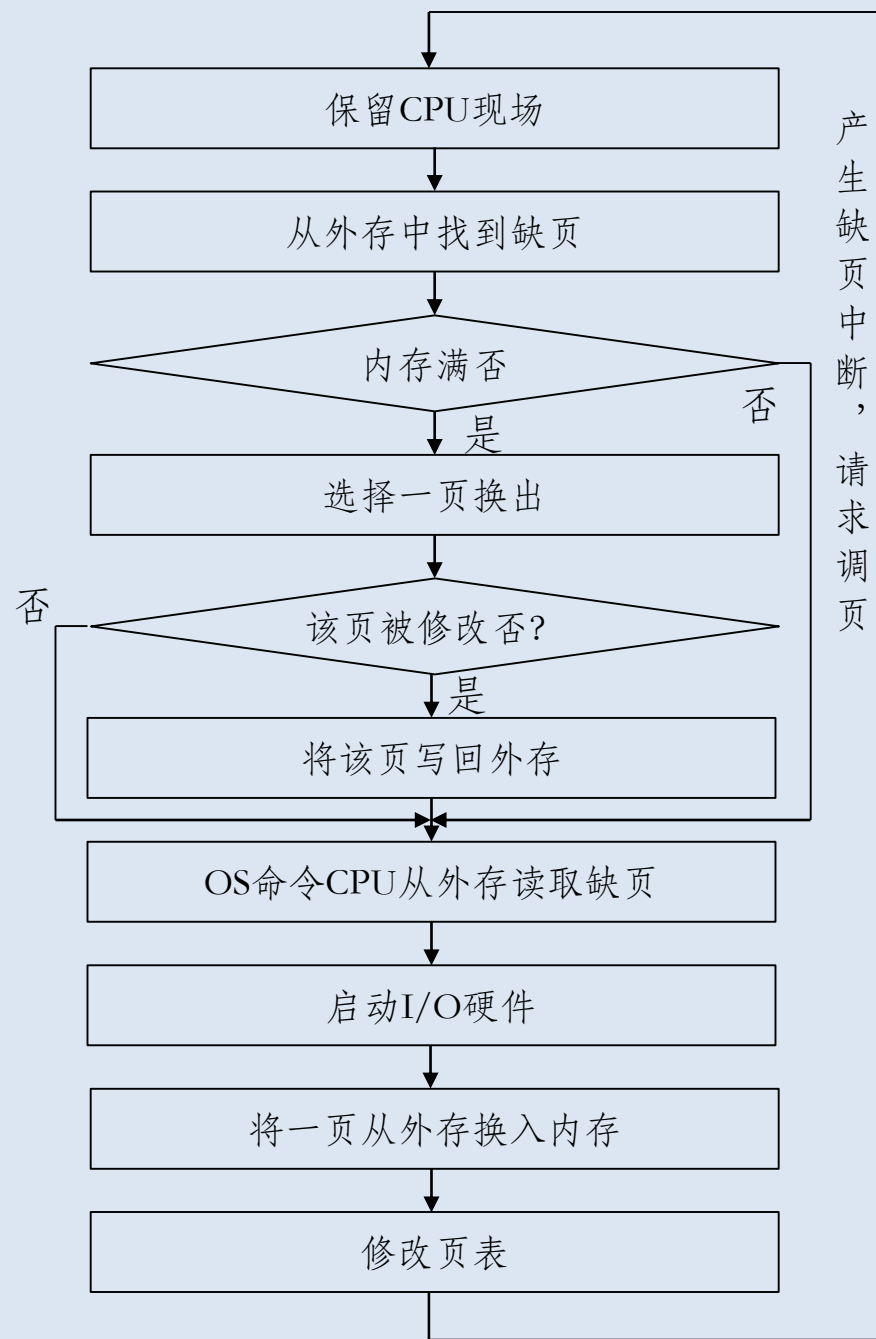 保留CPU现场
从外存中找到缺页
内存满否
否
是
选择一页换出
否
该页被修改否?
是
将该页写回外存
OS命令CPU从外存读取缺页
启动I/O硬件
将一页从外存换入内存
修改页表
产生缺页中断，请求调页